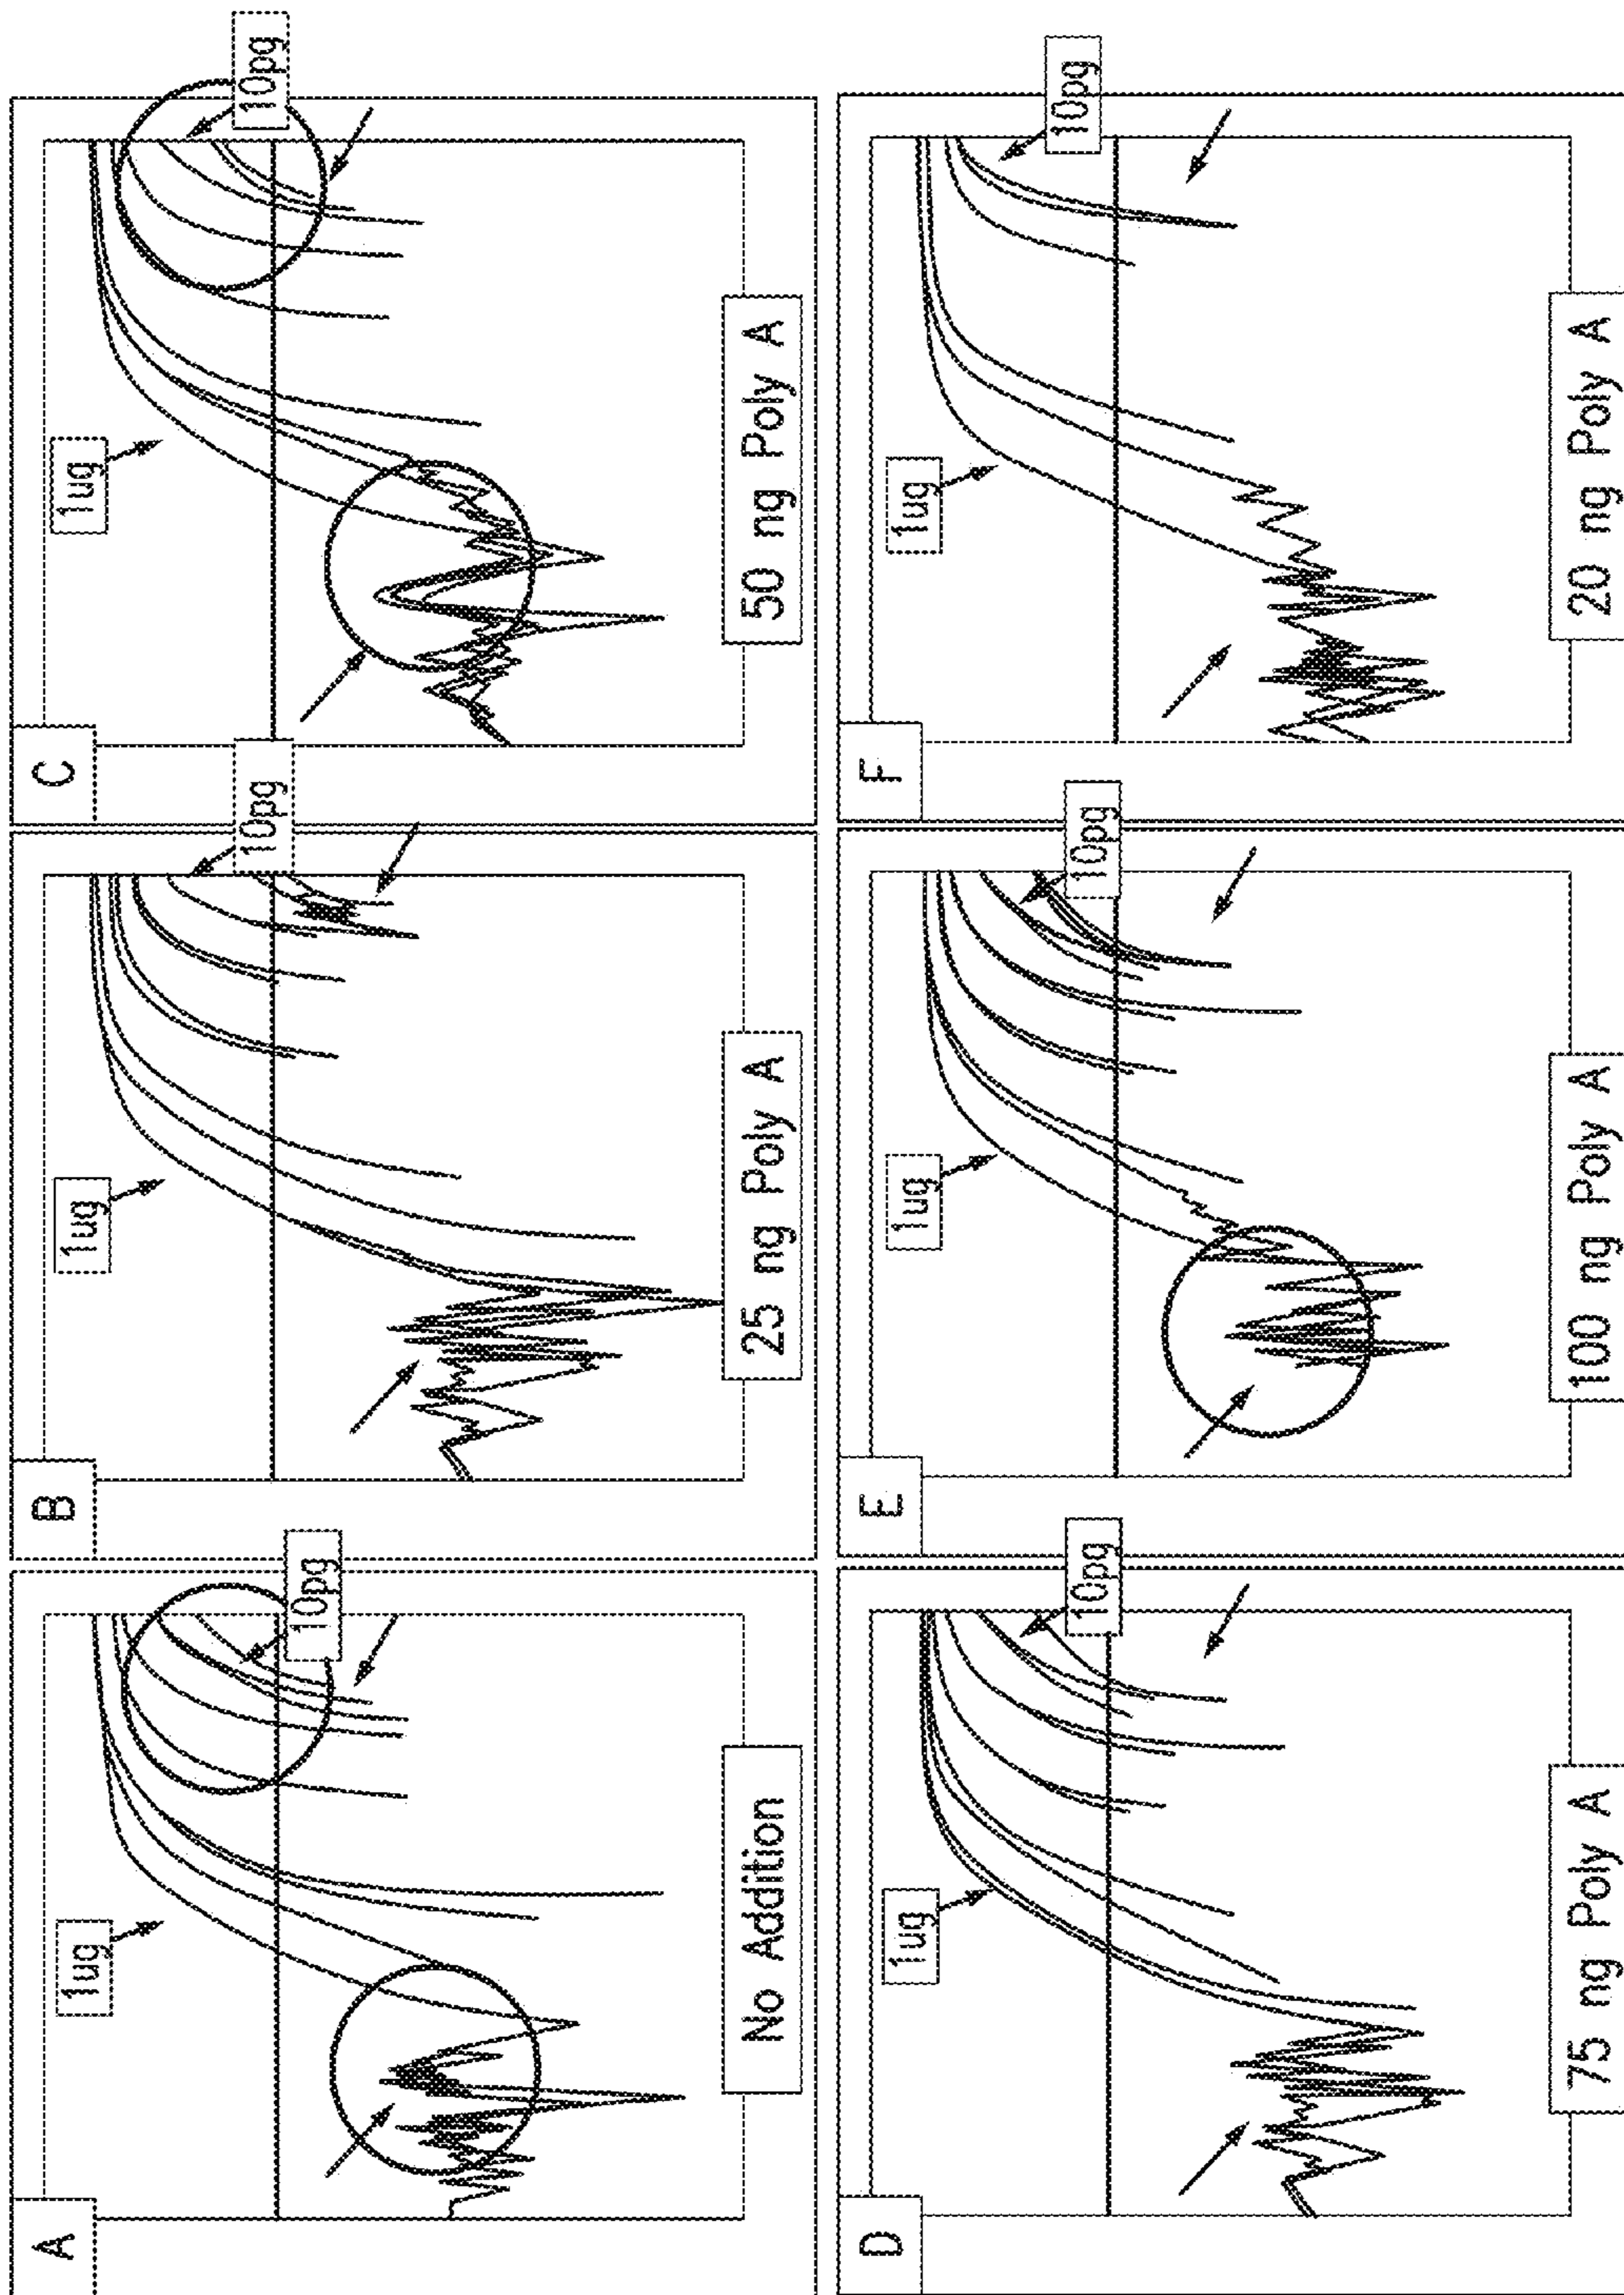 A
1ug
10pg
No Addition
B
1ug
10pg
25 ng Poly A
C
1ug
10pg
50 ng Poly A
D
1ug
10pg
75 ng Poly A
E
1ug
10pg
100 ng Poly A
F
1ug
10pg
20 ng Poly A